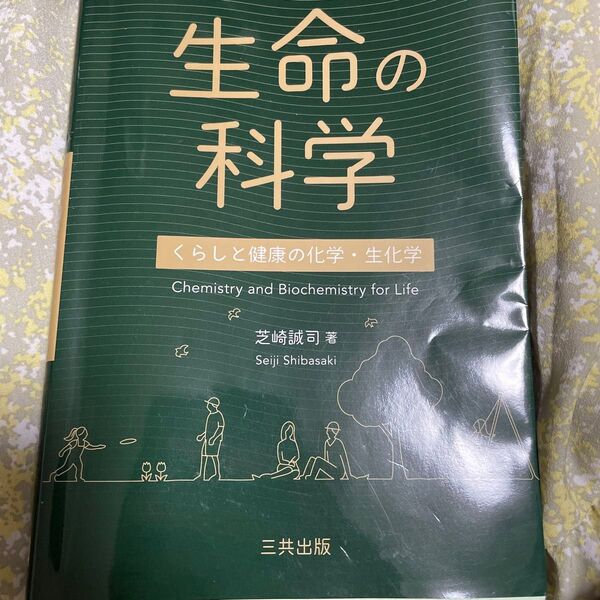 生命の
科学
くらしと健康の化学・生化学
Chemistry and Biochemistry for Life
芝崎誠司 著
Seiji Shibasaki
三共出版